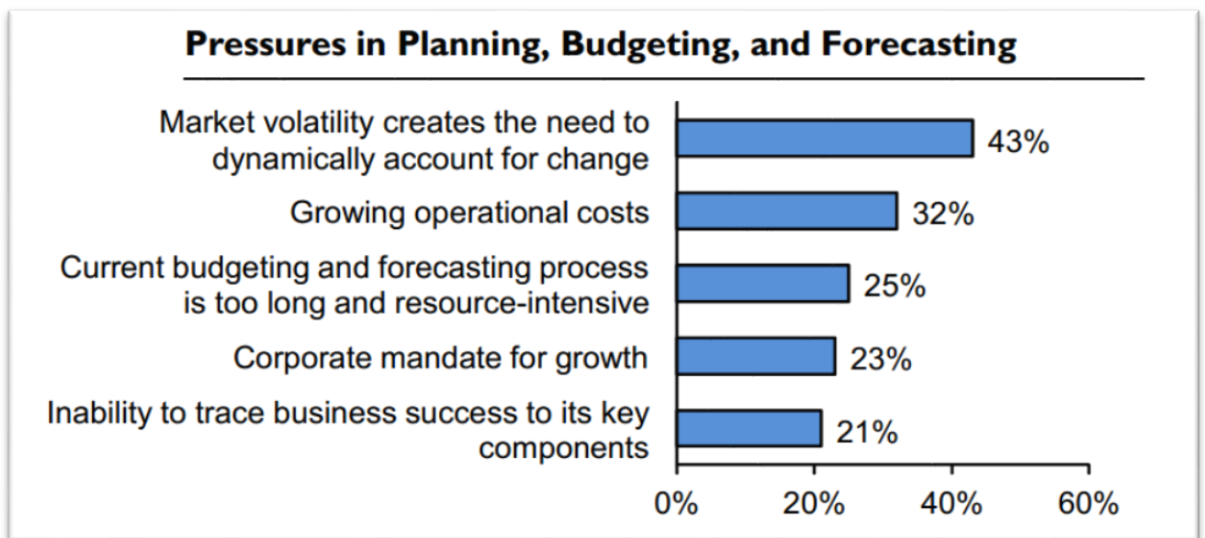 Pressures in Planning, Budgeting, and Forecasting
Market volatility creates the need to
dynamically account for change
43%
Growing operational costs
32%
Current budgeting and forecasting process
is too long and resource-intensive
25%
Corporate mandate for growth
23%
Inability to trace business success to its key
components
21%
0% 20% 40% 60%